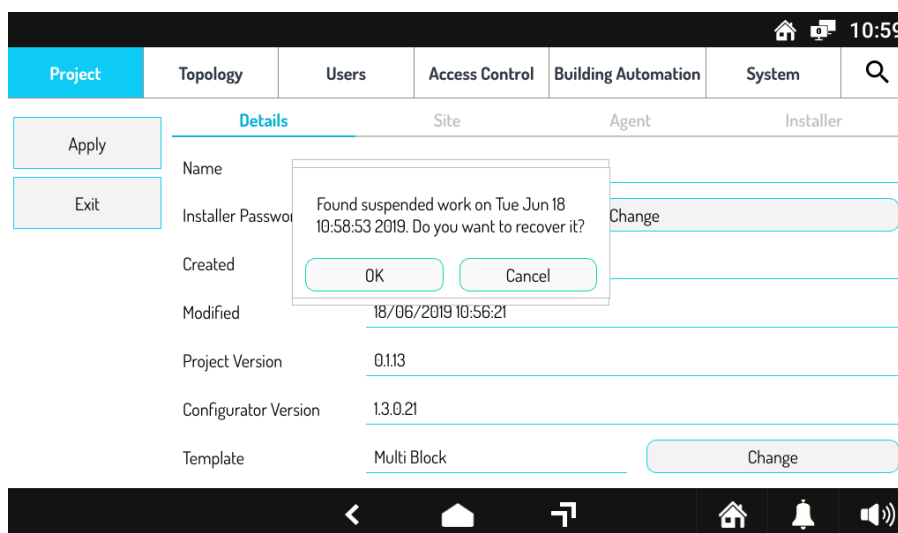 10:59
Project Topology Users Access Control Building Automation System
Details Site Agent Installer
Apply
Exit
Name
Installer Passwor Change
Created
Modified 18/06/2019 10:56:21
Project Version 0.1.13
Configurator Version 1.3.0.21
Template Multi Block Change
Found suspended work on Tue Jun 18
10:58:53 2019. Do you want to recover it?
OK Cancel